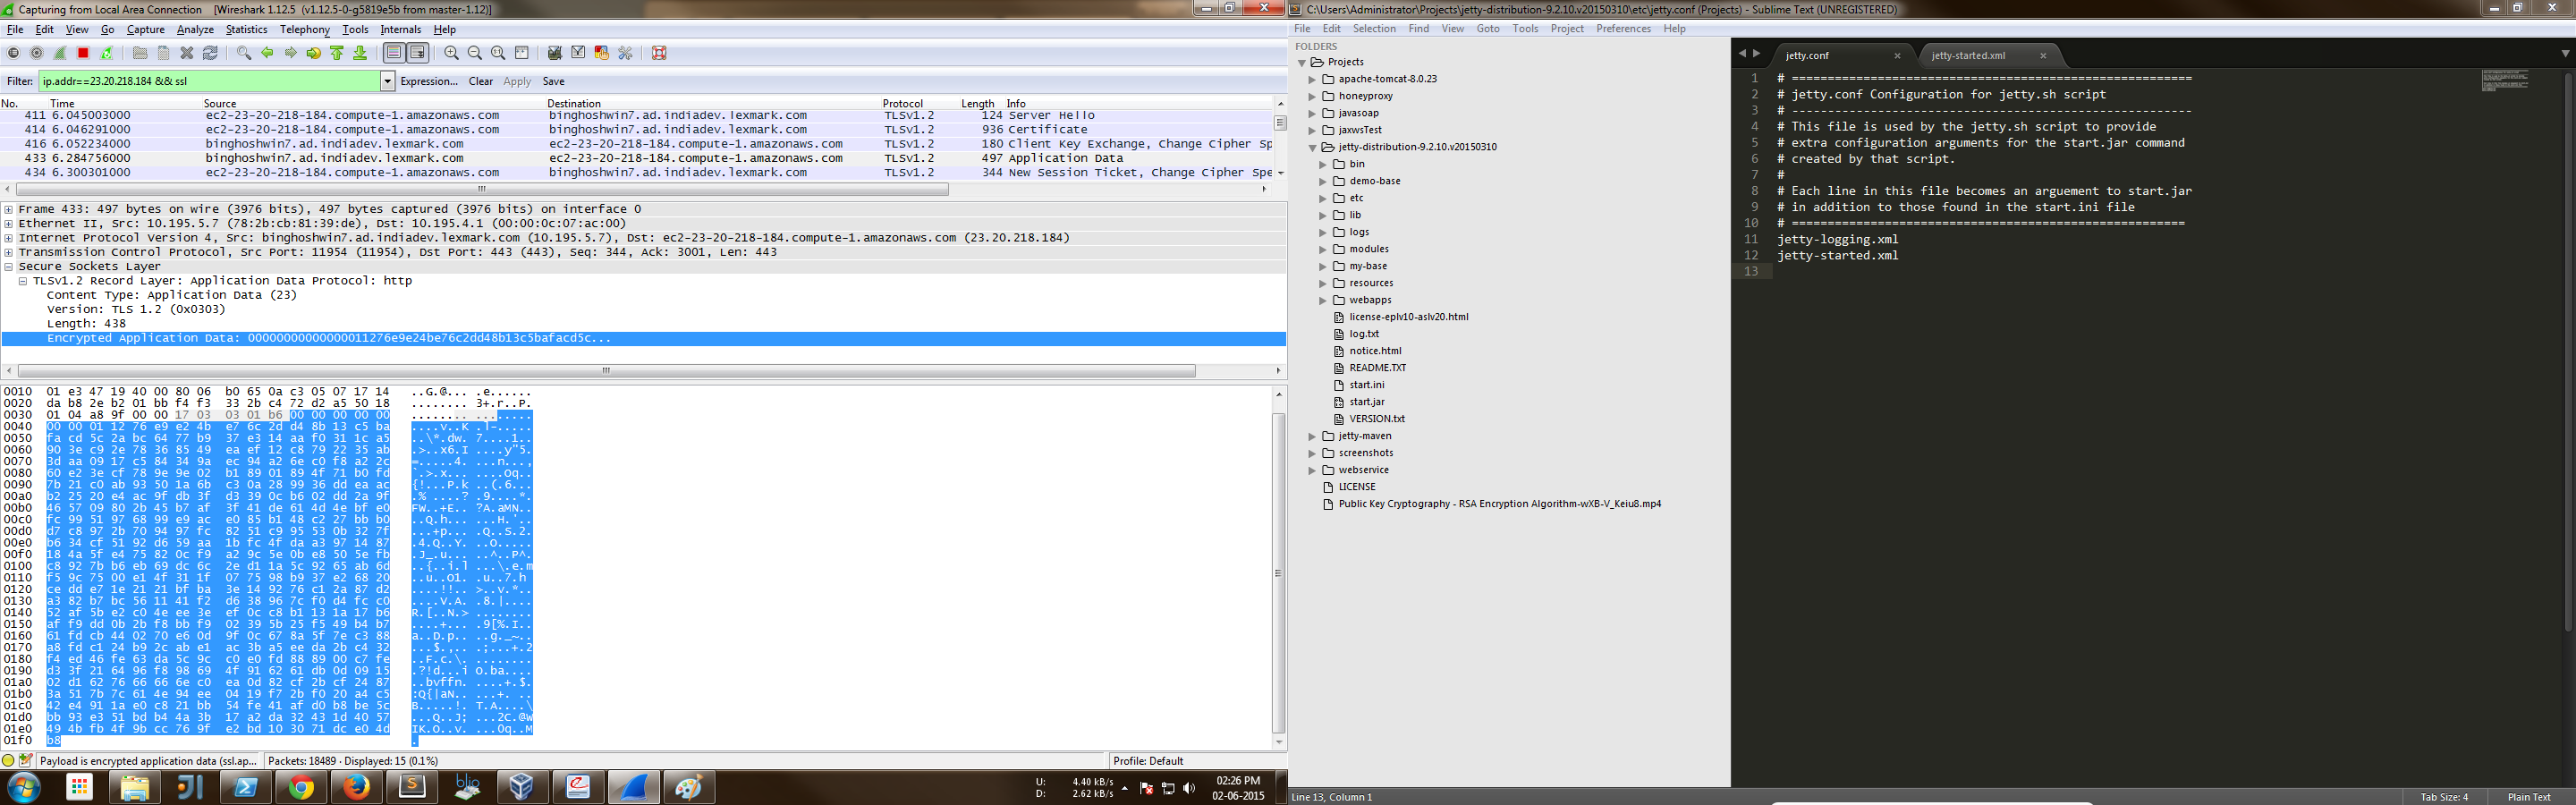 Capturing from Local Area Connection [Wireshark 1.12.5 (v1.12.5-0-g5819e5b from master-1.12)]
File Edit View Go Capture Analyze Statistics Telephony Tools Internals Help
Filter: ip.addr==23.20.218.184 && ssl Expression... Clear Apply Save
No. Time Source Destination Protocol Length Info
411 6.045003000 ec2-23-20-218-184.compute-1.amazonaws.com binghoshwin7.ad.indiadev.lexmark.com TLSv1.2 124 Server Hello
414 6.046291000 ec2-23-20-218-184.compute-1.amazonaws.com binghoshwin7.ad.indiadev.lexmark.com TLSv1.2 936 Certificate
416 6.052234000 binghoshwin7.ad.indiadev.lexmark.com ec2-23-20-218-184.compute-1.amazonaws.com TLSv1.2 180 Client Key Exchange, Change Cipher Sp
433 6.284756000 binghoshwin7.ad.indiadev.lexmark.com ec2-23-20-218-184.compute-1.amazonaws.com TLSv1.2 497 Application Data
434 6.300301000 ec2-23-20-218-184.compute-1.amazonaws.com binghoshwin7.ad.indiadev.lexmark.com TLSv1.2 344 New Session Ticket, Change Cipher Spe
Frame 433: 497 bytes on wire (3976 bits), 497 bytes captured (3976 bits) on interface 0
Ethernet II, Src: 10.195.5.7 (78:2b:cb:81:39:de), Dst: 10.195.4.1 (00:00:0c:07:ac:00)
Internet Protocol Version 4, Src: binghoshwin7.ad.indiadev.lexmark.com (10.195.5.7), Dst: ec2-23-20-218-184.compute-1.amazonaws.com (23.20.218.184)
Transmission Control Protocol, Src Port: 11954 (11954), Dst Port: 443 (443), Seq: 344, Ack: 3001, Len: 443
Secure Sockets Layer
TLSv1.2 Record Layer: Application Data Protocol: http
Content Type: Application Data (23)
Version: TLS 1.2 (0x0303)
Length: 438
Encrypted Application Data: 00000000000000011276e9e24be76c2dd48b13c5bafacd5c...
0010 01 e3 47 19 40 00 80 06 b0 65 0a c3 05 07 17 14 ..G.@... .e......
0020 da b8 2e b2 01 bb f4 f3 33 2b c4 72 d2 a5 50 18 ........ 3+.r..P.
0030 01 04 a8 9f 00 00 17 03 03 01 b6 00 00 00 00 00 ........ ........
0040 00 00 01 12 76 e9 e2 4b e7 6c 2d d4 8b 13 c5 ba ....v..K .l-.....
0050 fa cd 5c 2a bc 64 77 b9 37 e3 14 aa f0 31 1c a5 ..\*.dw. 7....1..
0060 90 3e c9 2e 78 36 85 49 ea ef 12 c8 79 22 35 ab .>..x6.I ....y"5.
0070 3d aa 09 17 c5 84 34 9a ec 94 a2 6e c0 f8 a2 2c =.....4. ...n...,
0080 60 e2 3e cf 78 9e 9e 02 b1 89 01 89 4f 71 b0 fd `.>.x... ....Oq..
0090 7b 21 c0 ab 93 50 1a 6b c3 0a 28 99 36 dd ea ac {!...P.k ..(.6...
00a0 b2 25 20 e4 ac 9f db 3f d3 39 0c b6 02 dd 2a 9f .% ....? .9....*.
00b0 46 57 09 80 2b 45 b7 af 3f 41 de 61 4d 4e bf e0 FW..+E.. ?A.aMN..
00c0 fc 99 51 97 68 99 e9 ac e0 85 b1 48 c2 27 bb b0 ..Q.h... ...H.'..
00d0 d7 c8 97 2b 70 94 97 fc 82 51 c9 95 53 0b 32 7f ...+p... .Q..S.2.
00e0 b6 34 cf 51 92 d6 59 aa 1b fc 4f da a3 97 14 87 .4.Q..Y. ..O.....
00f0 18 4a 5f e4 75 82 0c f9 a2 9c 5e 0b e8 50 5e fb .J_.u... ..^..P^.
0100 c8 92 7b b6 eb 69 dc 6c 2e d1 1a 5c 92 65 ab 6d ..{..i.l ...\.e.m
0110 f5 9c 75 00 e1 4f 31 1f 07 75 98 b9 37 e2 68 20 ..u..O1. .u..7.h
0120 ce dd e7 1e 21 21 bf ba 3e 14 92 76 c1 2a 87 d2 ....!!.. >..v.*..
0130 a3 82 b7 bc 56 11 41 f2 d6 38 96 7c f0 d4 fc c0 ....V.A. .8.|....
0140 52 af 5b e2 c0 4e ee 3e ef 0c c8 b1 13 1a 17 b6 R.[..N.> ........
0150 af f9 dd 0b 2b f8 bb f9 02 39 5b 25 f5 49 b4 b7 ....+... .9[%.I..
0160 61 fd cb 44 02 70 e6 0d 9f 0c 67 8a 5f 7e c3 88 a..D.p.. ..g._~..
0170 a8 fd c1 24 b9 2c ab e1 ac 3b a5 ee da 2b c4 32 ...$.,.. .;...+.2
0180 f4 ed 46 fe 63 da 5c 9c c0 e0 fd 88 89 00 c7 fe ..F.c.\. ........
0190 d3 3f 21 64 96 f8 98 69 4f 91 62 61 db 0d 09 15 .?!d...i O.ba....
01a0 02 d1 62 76 66 66 6e c0 ea 0d 82 cf 2b cf 24 87 ..bvffn. ....+.$.
01b0 3a 51 7b 7c 61 4e 94 ee 04 19 f7 2b f0 20 a4 c5 :Q{|aN.. ...+. ..
01c0 42 e4 91 1a e0 c8 21 bb 54 fe 41 af d0 b8 be 5c B.....!. T.A....\
01d0 bb 93 e3 51 bd b4 4a 3b 17 a2 da 32 43 1d 40 57 ...Q..J; ...2C.@W
01e0 49 4b fb 4f 9b cc 76 9f e2 bd 10 30 71 dc e0 4d IK.O..v. ...0q..M
01f0 b8 .
Payload is encrypted application data (ssl.ap... Packets: 18489 · Displayed: 15 (0.1%) Profile: Default
blio
U: 4.40 kB/s
D: 2.62 kB/s
02:26 PM
02-06-2015
C:\Users\Administrator\Projects\jetty-distribution-9.2.10.v20150310\etc\jetty.conf (Projects) - Sublime Text (UNREGISTERED)
File Edit Selection Find View Goto Tools Project Preferences Help
FOLDERS
Projects
apache-tomcat-8.0.23
honeyproxy
javasoap
jaxwsTest
jetty-distribution-9.2.10.v20150310
bin
demo-base
etc
lib
logs
modules
my-base
resources
webapps
license-eplv10-aslv20.html
log.txt
notice.html
README.TXT
start.ini
start.jar
VERSION.txt
jetty-maven
screenshots
webservice
LICENSE
Public Key Cryptography - RSA Encryption Algorithm-wXB-V_Keiu8.mp4
jetty.conf jetty-started.xml
1 # ========================================================
2 # jetty.conf Configuration for jetty.sh script
3 # --------------------------------------------------------
4 # This file is used by the jetty.sh script to provide
5 # extra configuration arguments for the start.jar command
6 # created by that script.
7 #
8 # Each line in this file becomes an arguement to start.jar
9 # in addition to those found in the start.ini file
10 # =======================================================
11 jetty-logging.xml
12 jetty-started.xml
13
Line 13, Column 1 Tab Size: 4 Plain Text